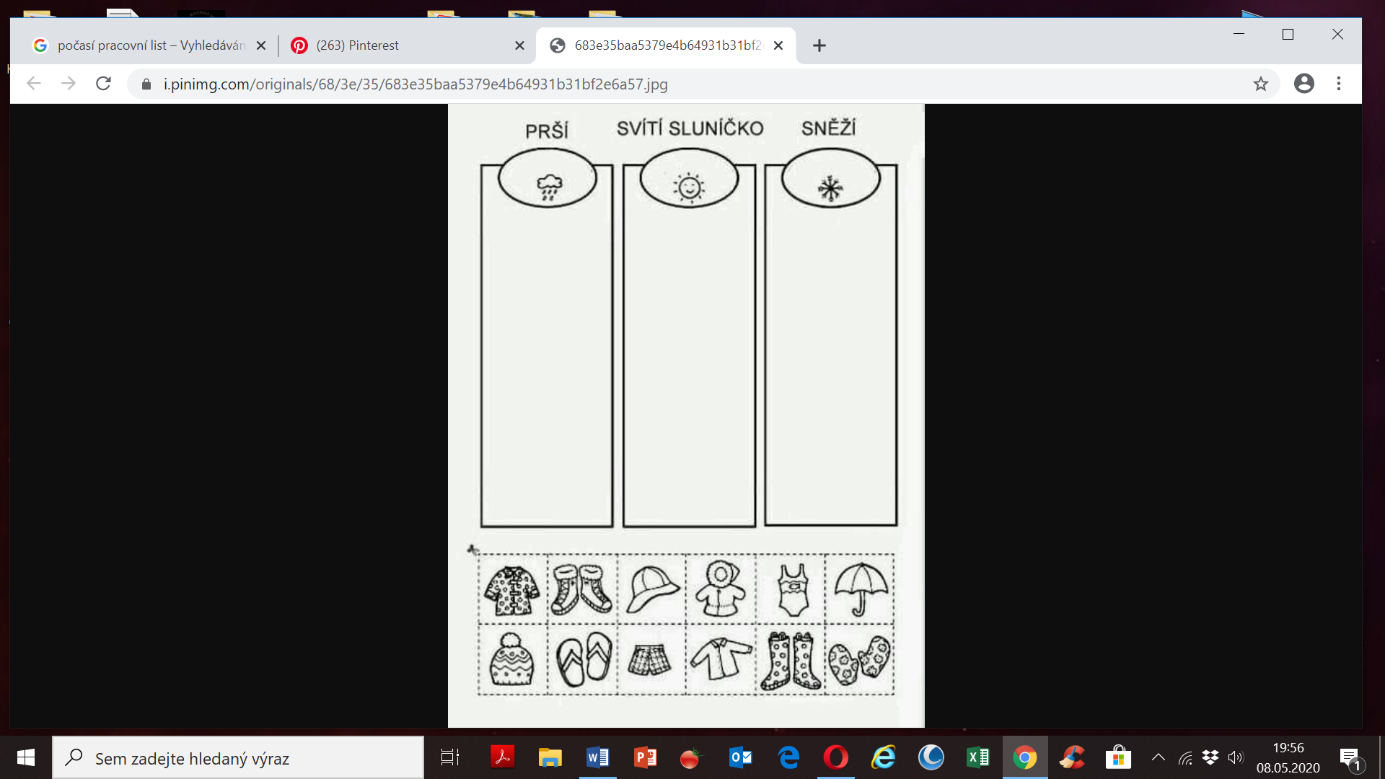 počasí pracovní list – Vyhledáván
(263) Pinterest
683e35baa5379e4b64931b31bf2
i.pinimg.com/originals/68/3e/35/683e35baa5379e4b64931b31bf2e6a57.jpg
PRŠÍ SVÍTÍ SLUNÍČKO SNĚŽÍ
Sem zadejte hledaný výraz
19:56
08.05.2020
1